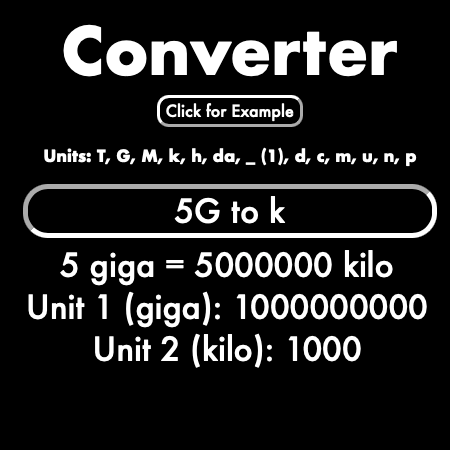 Converter
Click for Example
Units: T, G, M, k, h, da, _ (1), d, c, m, u, n, p
5G to k
5 giga = 5000000 kilo
Unit 1 (giga): 1000000000
Unit 2 (kilo): 1000